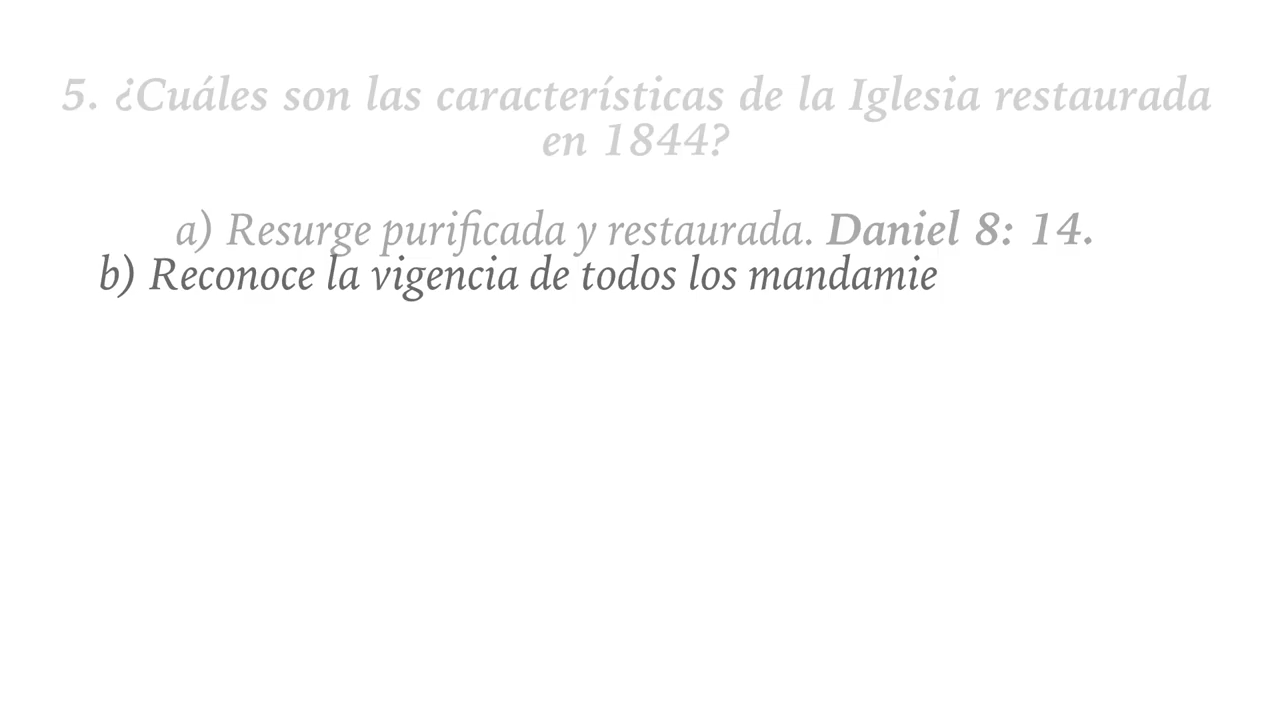 5. ¿Cuáles son las características de la Iglesia restaurada
en 1844?
a) Resurge purificada y restaurada. Daniel 8: 14.
b) Reconoce la vigencia de todos los mandamie